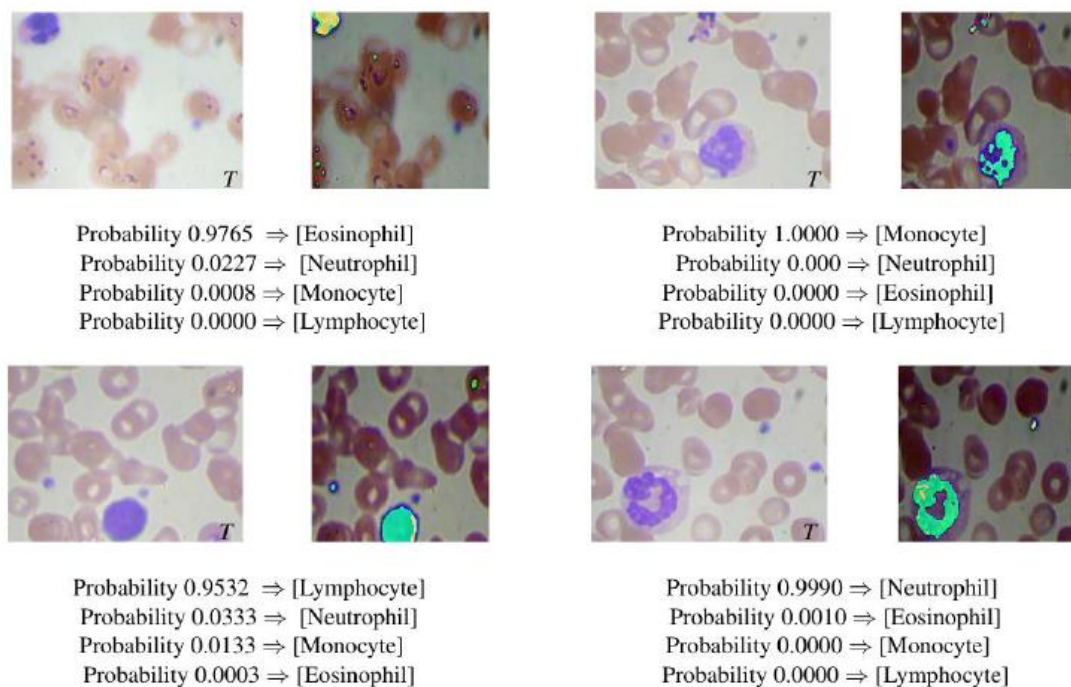 T
T
Probability 0.9765 ⇒ [Eosinophil]
Probability 0.0227 ⇒ [Neutrophil]
Probability 0.0008 ⇒ [Monocyte]
Probability 0.0000 ⇒ [Lymphocyte]
Probability 1.0000 ⇒ [Monocyte]
Probability 0.000 ⇒ [Neutrophil]
Probability 0.0000 ⇒ [Eosinophil]
Probability 0.0000 ⇒ [Lymphocyte]
T
T
Probability 0.9532 ⇒ [Lymphocyte]
Probability 0.0333 ⇒ [Neutrophil]
Probability 0.0133 ⇒ [Monocyte]
Probability 0.0003 ⇒ [Eosinophil]
Probability 0.9990 ⇒ [Neutrophil]
Probability 0.0010 ⇒ [Eosinophil]
Probability 0.0000 ⇒ [Monocyte]
Probability 0.0000 ⇒ [Lymphocyte]